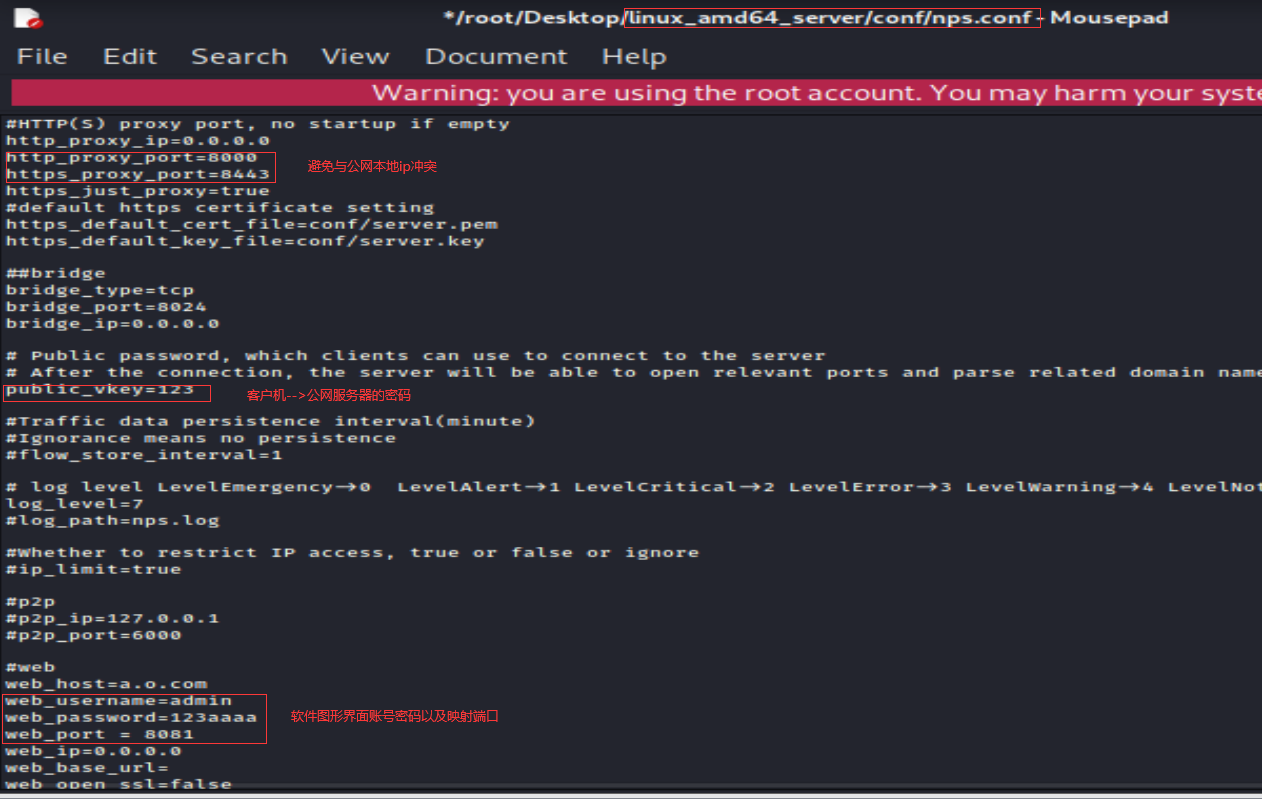 */root/Desktop/linux_amd64_server/conf/nps.conf - Mousepad
File Edit Search View Document Help
Warning: you are using the root account. You may harm your syste
#HTTP(S) proxy port, no startup if empty
http_proxy_ip=0.0.0.0
http_proxy_port=8000
避免与公网本地ip冲突
https_proxy_port=8443
https_just_proxy=true
#default https certificate setting
https_default_cert_file=conf/server.pem
https_default_key_file=conf/server.key
##bridge
bridge_type=tcp
bridge_port=8024
bridge_ip=0.0.0.0
# Public password, which clients can use to connect to the server
# After the connection, the server will be able to open relevant ports and parse related domain name
public_vkey=123
客户机-->公网服务器的密码
#Traffic data persistence interval(minute)
#Ignorance means no persistence
#flow_store_interval=1
# log level LevelEmergency→0  LevelAlert→1 LevelCritical→2 LevelError→3 LevelWarning→4 LevelNot
log_level=7
#log_path=nps.log
#Whether to restrict IP access, true or false or ignore
#ip_limit=true
#p2p
#p2p_ip=127.0.0.1
#p2p_port=6000
#web
web_host=a.o.com
web_username=admin
web_password=123aaaa
软件图形界面账号密码以及映射端口
web_port = 8081
web_ip=0.0.0.0
web_base_url=
web_open_ssl=false